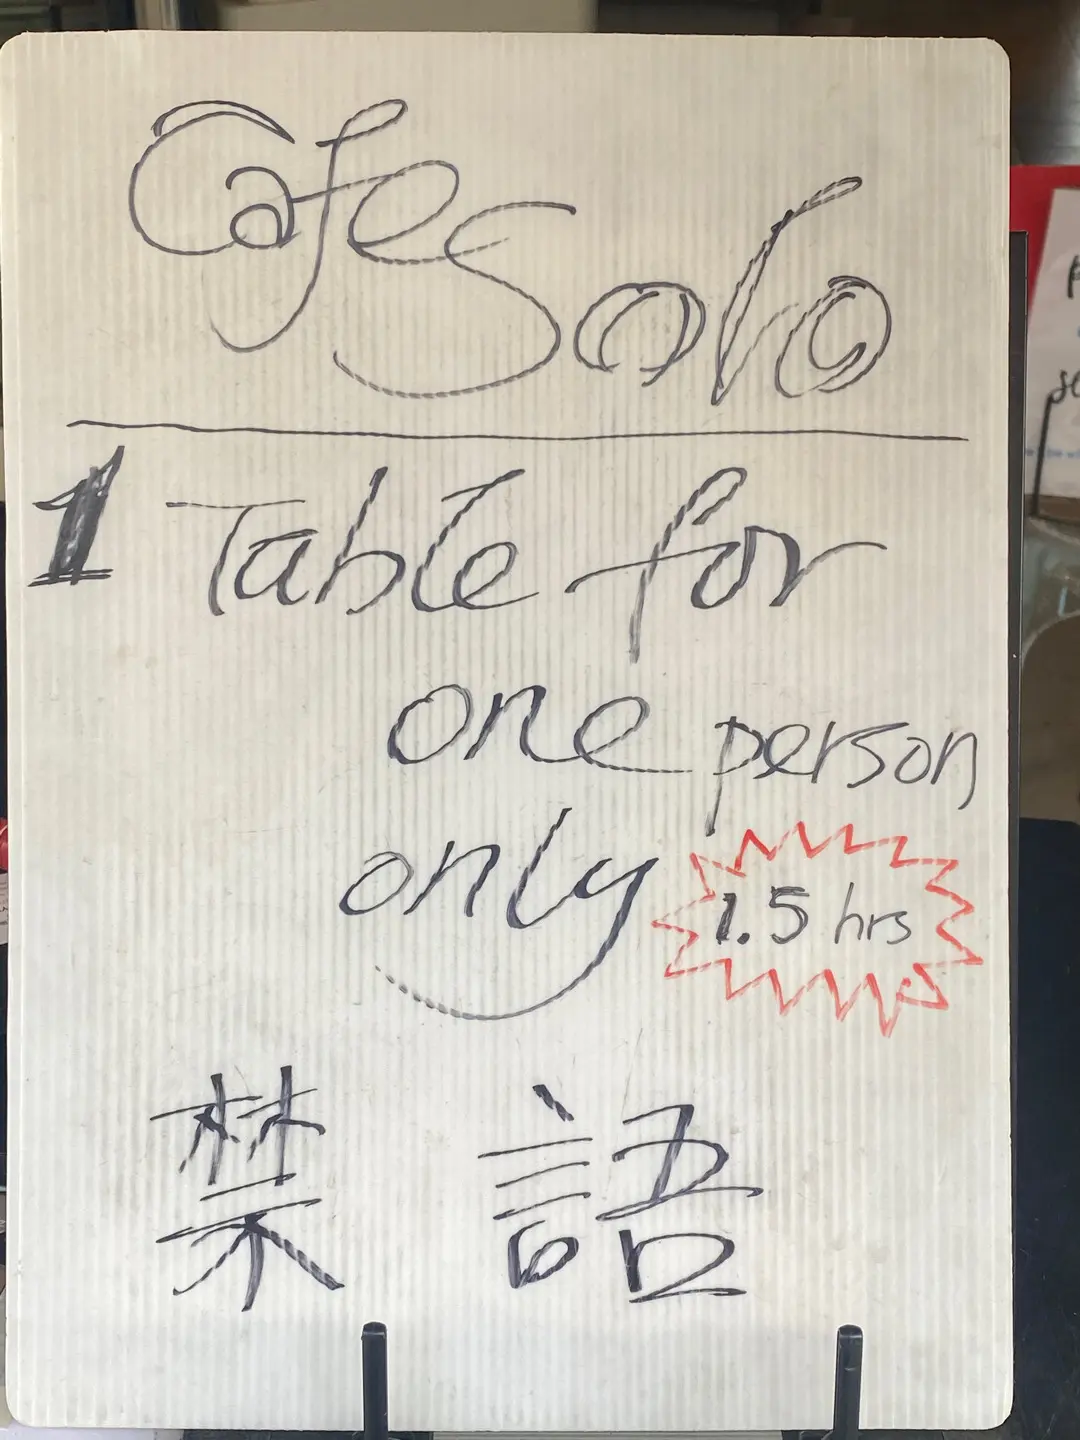 Cafe Solo
1 Table for
one person
only 1.5 hrs
禁語